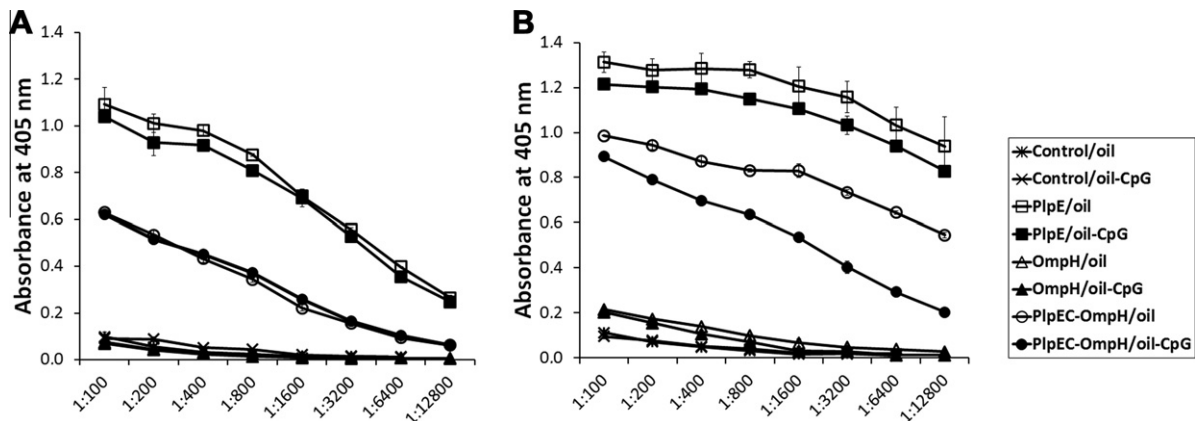 A
Absorbance at 405 nm
1.4
1.2
1.0
0.8
0.6
0.4
0.2
0.0
1:100
1:200
1:400
1:800
1:1600
1:3200
1:6400
1:12800
B
Absorbance at 405 nm
1.4
1.2
1.0
0.8
0.6
0.4
0.2
0.0
1:100
1:200
1:400
1:800
1:1600
1:3200
1:6400
1:12800
Control/oil
Control/oil-CpG
PlpE/oil
PlpE/oil-CpG
OmpH/oil
OmpH/oil-CpG
PlpEC-OmpH/oil
PlpEC-OmpH/oil-CpG